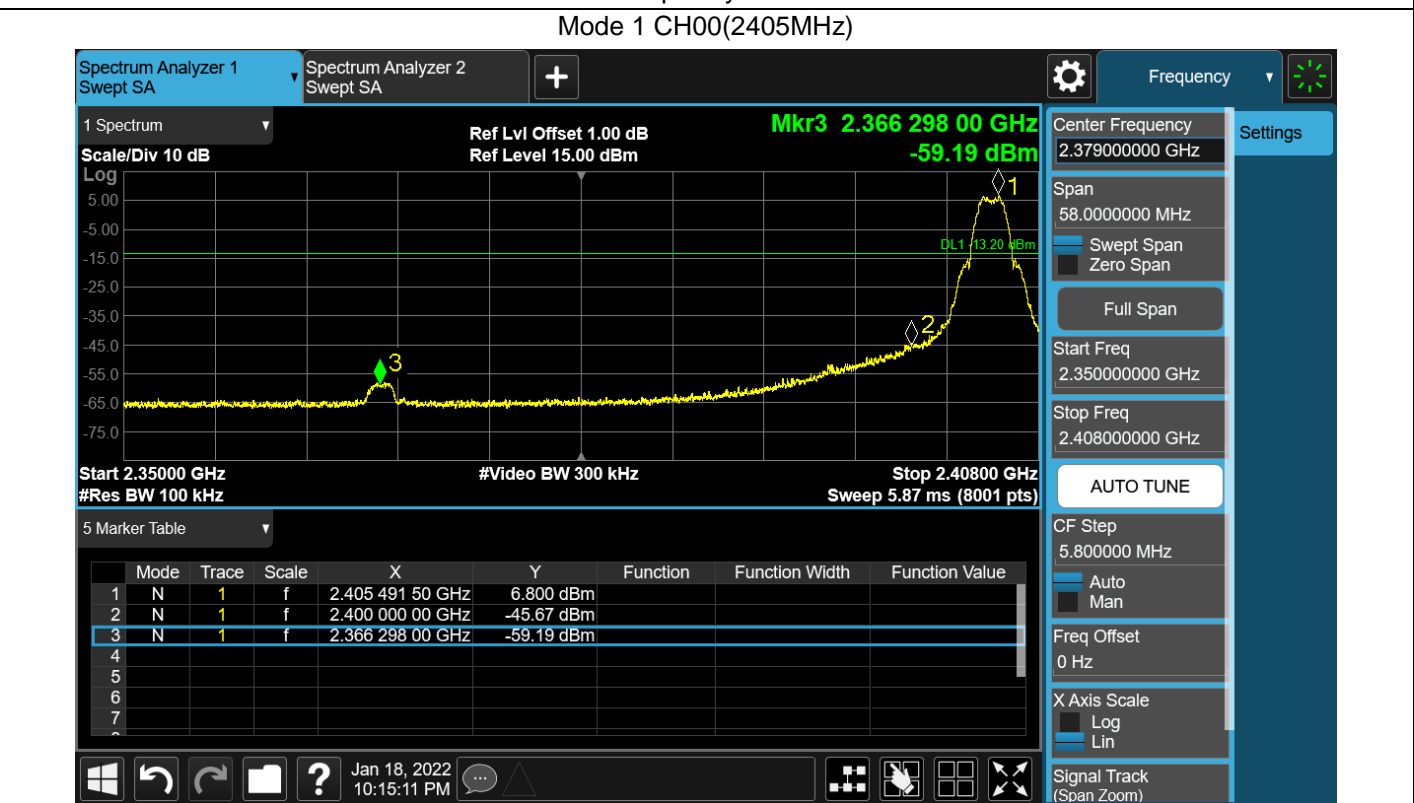 Mode 1 CH00(2405MHz)
Spectrum Analyzer 1
Swept SA
Spectrum Analyzer 2
Swept SA
Frequency
1 Spectrum
Scale/Div 10 dB
Log
Ref Lvl Offset 1.00 dB
Ref Level 15.00 dBm
Mkr3 2.366 298 00 GHz
-59.19 dBm
5.00
-5.00
-15.0
-25.0
-35.0
-45.0
-55.0
-65.0
-75.0
1
DL1 -13.20 dBm
2
3
Start 2.35000 GHz
#Video BW 300 kHz
Stop 2.40800 GHz
#Res BW 100 kHz
Sweep 5.87 ms (8001 pts)
5 Marker Table
Mode Trace Scale X Y Function Function Width Function Value
1 N 1 f 2.405 491 50 GHz 6.800 dBm
2 N 1 f 2.400 000 00 GHz -45.67 dBm
3 N 1 f 2.366 298 00 GHz -59.19 dBm
4
5
6
7
Center Frequency
2.379000000 GHz
Settings
Span
58.0000000 MHz
Swept Span
Zero Span
Full Span
Start Freq
2.350000000 GHz
Stop Freq
2.408000000 GHz
AUTO TUNE
CF Step
5.800000 MHz
Auto
Man
Freq Offset
0 Hz
X Axis Scale
Log
Lin
Signal Track
(Span Zoom)
?
Jan 18, 2022
10:15:11 PM